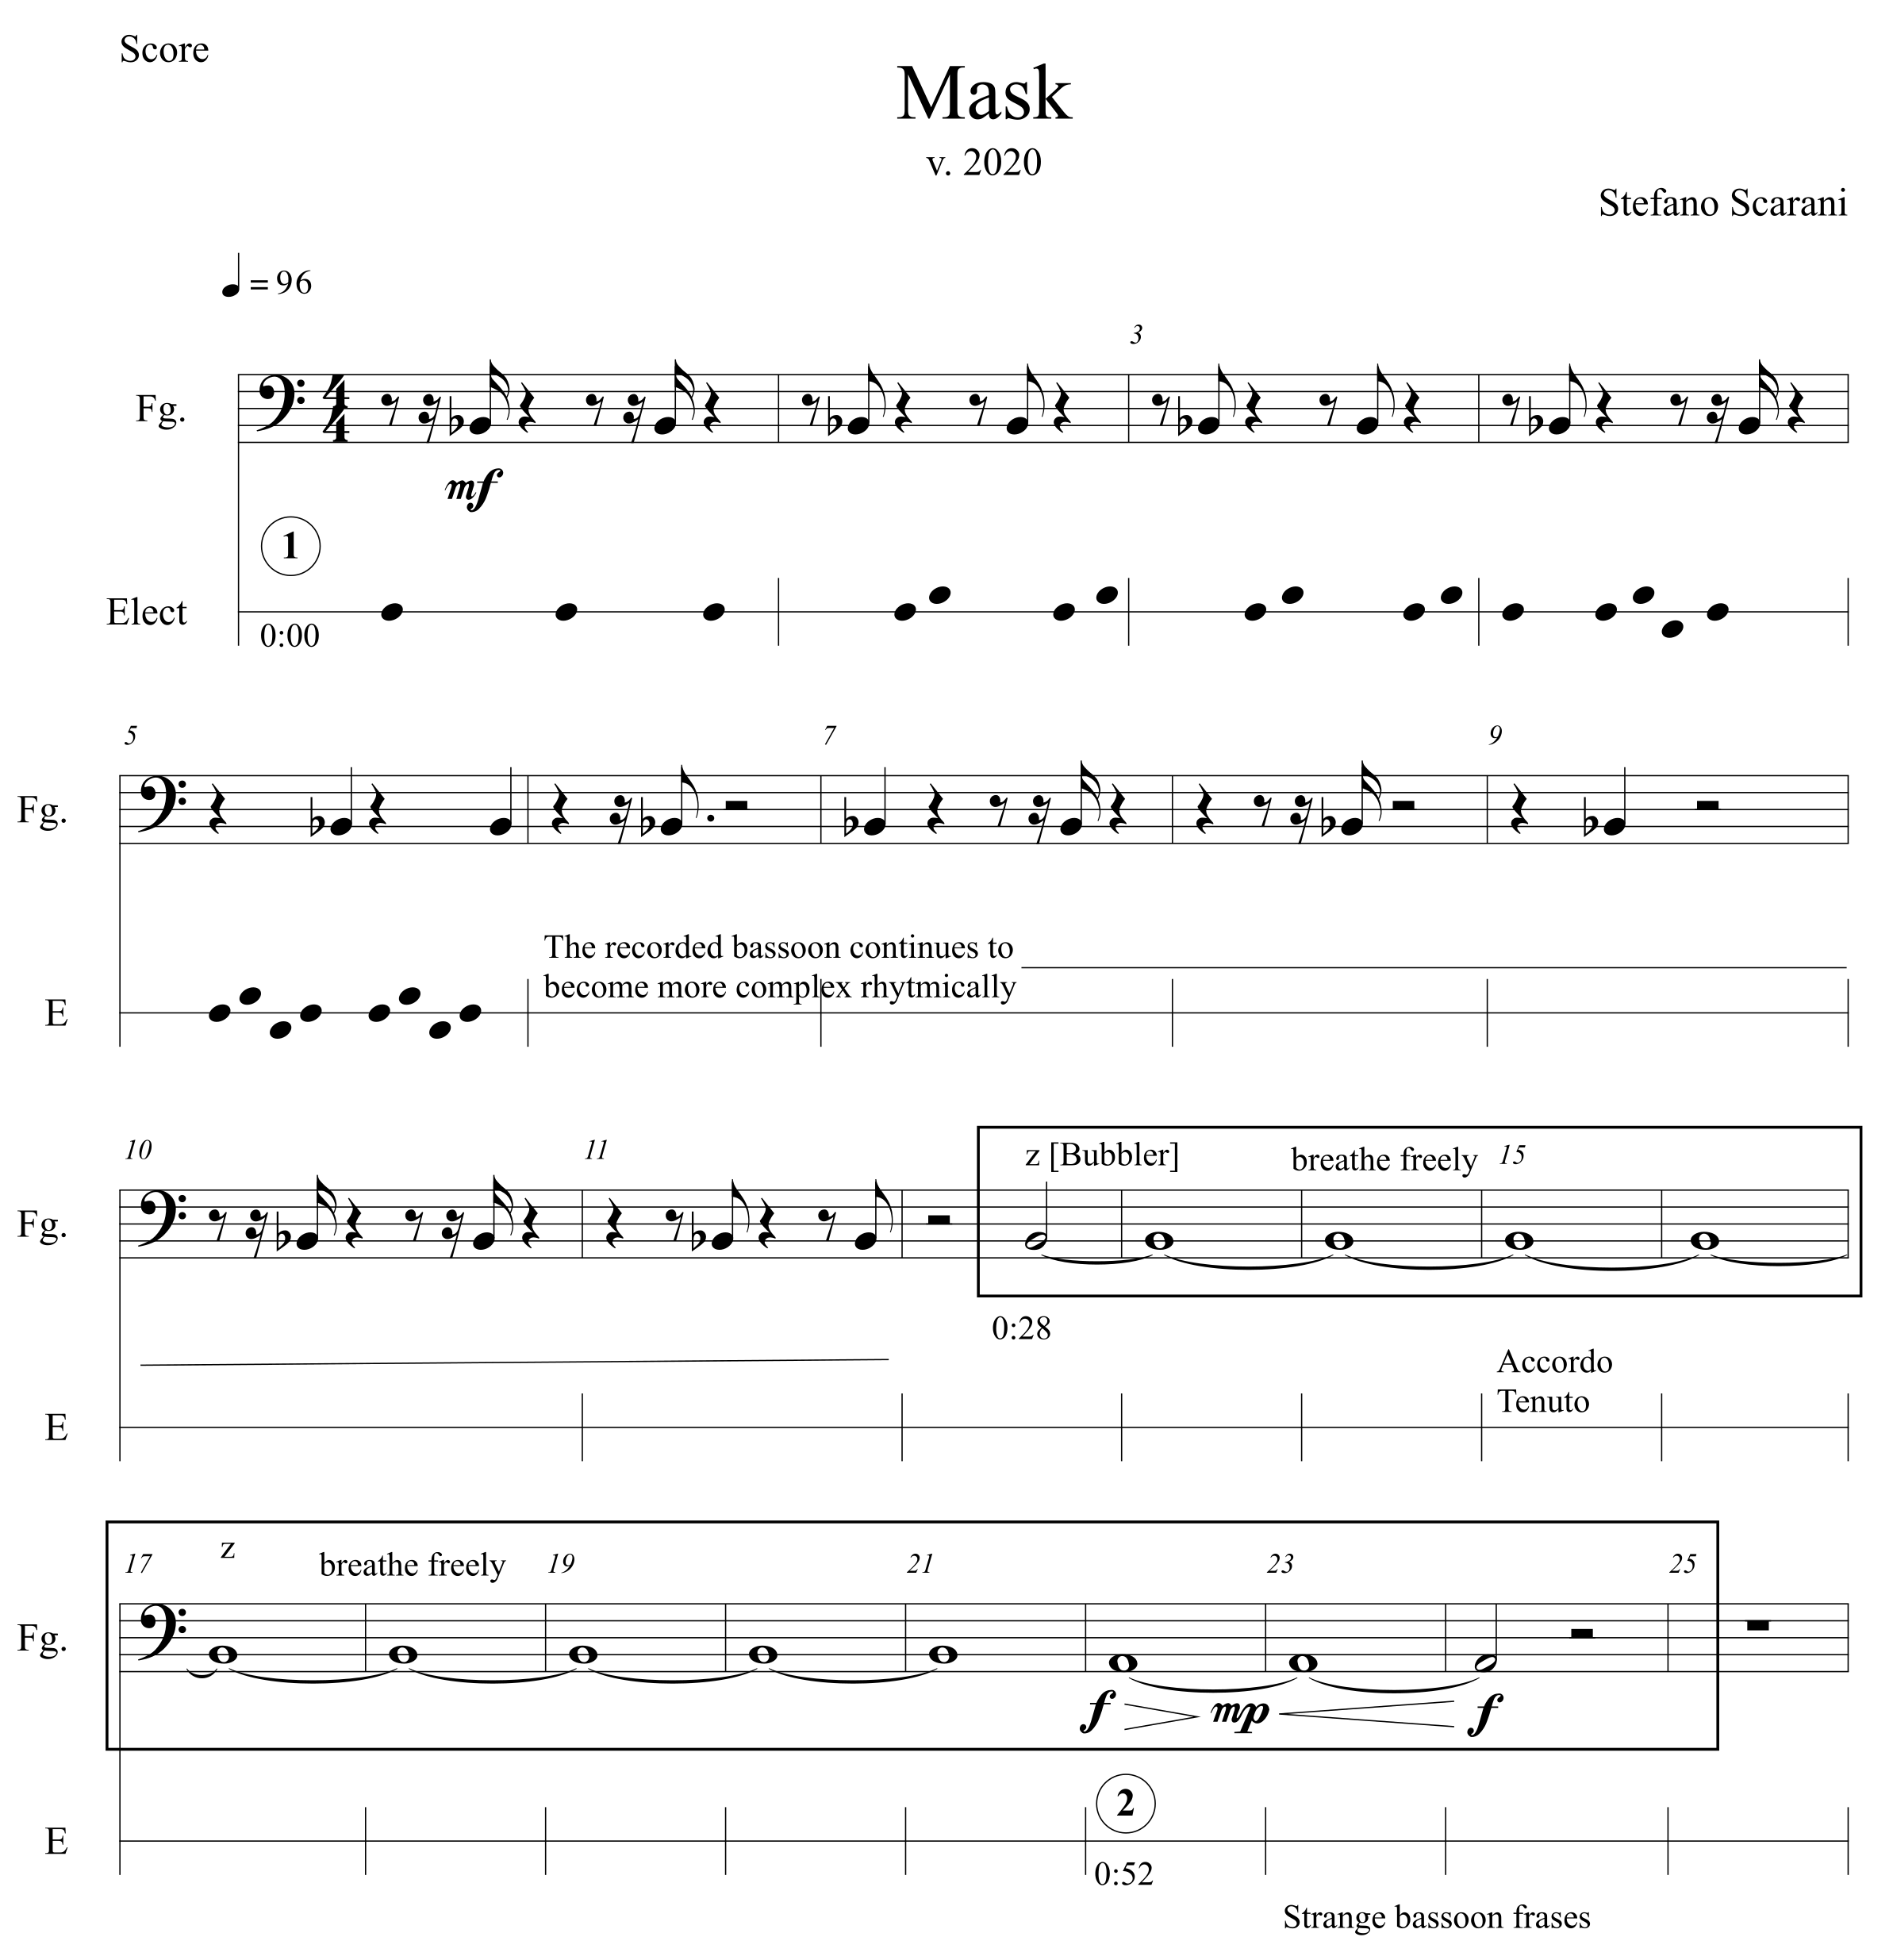 Score
Mask
v. 2020
Stefano Scarani
= 96
3
Fg.
4
4
mf
1
Elect
0:00
5
7
9
Fg.
The recorded bassoon continues to
become more complex rhytmically
E
10
11
z [Bubbler]
breathe freely
15
Fg.
0:28
Accordo
Tenuto
E
17
z
breathe freely
19
21
23
25
Fg.
f
mp
f
2
E
0:52
Strange bassoon frases